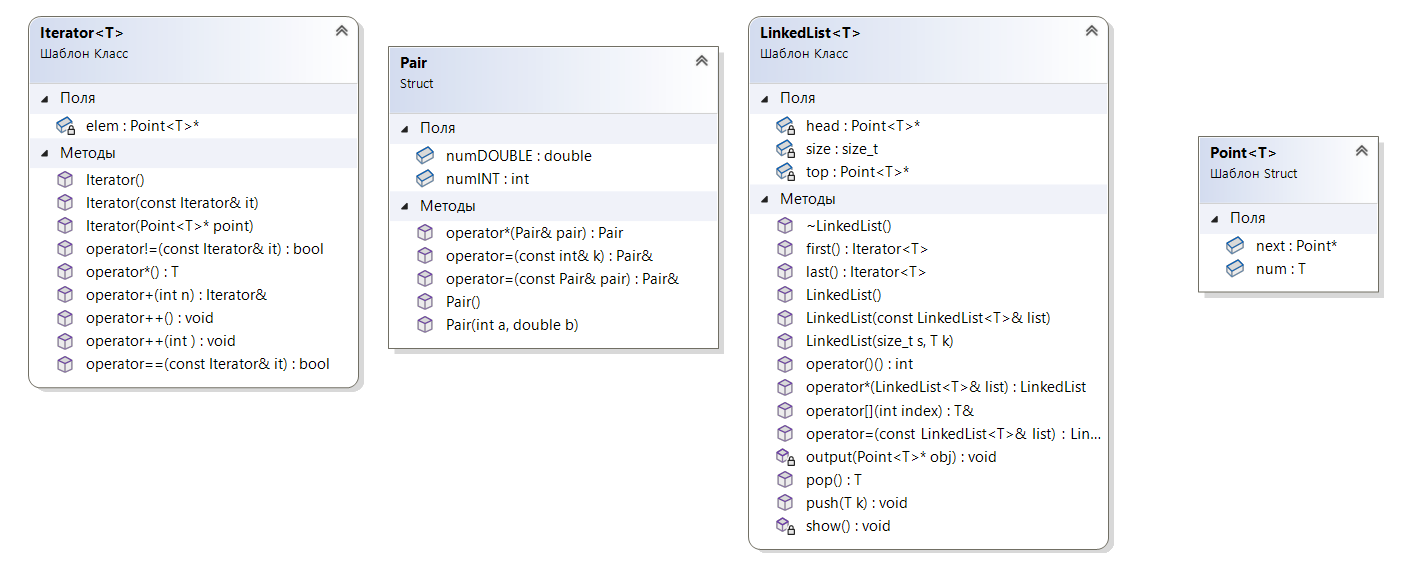 Iterator<T>
Шаблон Класс
Поля
elem : Point<T>*
Методы
Iterator()
Iterator(const Iterator& it)
Iterator(Point<T>* point)
operator!=(const Iterator& it) : bool
operator*() : T
operator+(int n) : Iterator&
operator++() : void
operator++(int ) : void
operator==(const Iterator& it) : bool
Pair
Struct
Поля
numDOUBLE : double
numINT : int
Методы
operator*(Pair& pair) : Pair
operator=(const int& k) : Pair&
operator=(const Pair& pair) : Pair&
Pair()
Pair(int a, double b)
LinkedList<T>
Шаблон Класс
Поля
head : Point<T>*
size : size_t
top : Point<T>*
Методы
~LinkedList()
first() : Iterator<T>
last() : Iterator<T>
LinkedList()
LinkedList(const LinkedList<T>& list)
LinkedList(size_t s, T k)
operator()() : int
operator*(LinkedList<T>& list) : LinkedList
operator[](int index) : T&
operator=(const LinkedList<T>& list) : Lin...
output(Point<T>* obj) : void
pop() : T
push(T k) : void
show() : void
Point<T>
Шаблон Struct
Поля
next : Point*
num : T